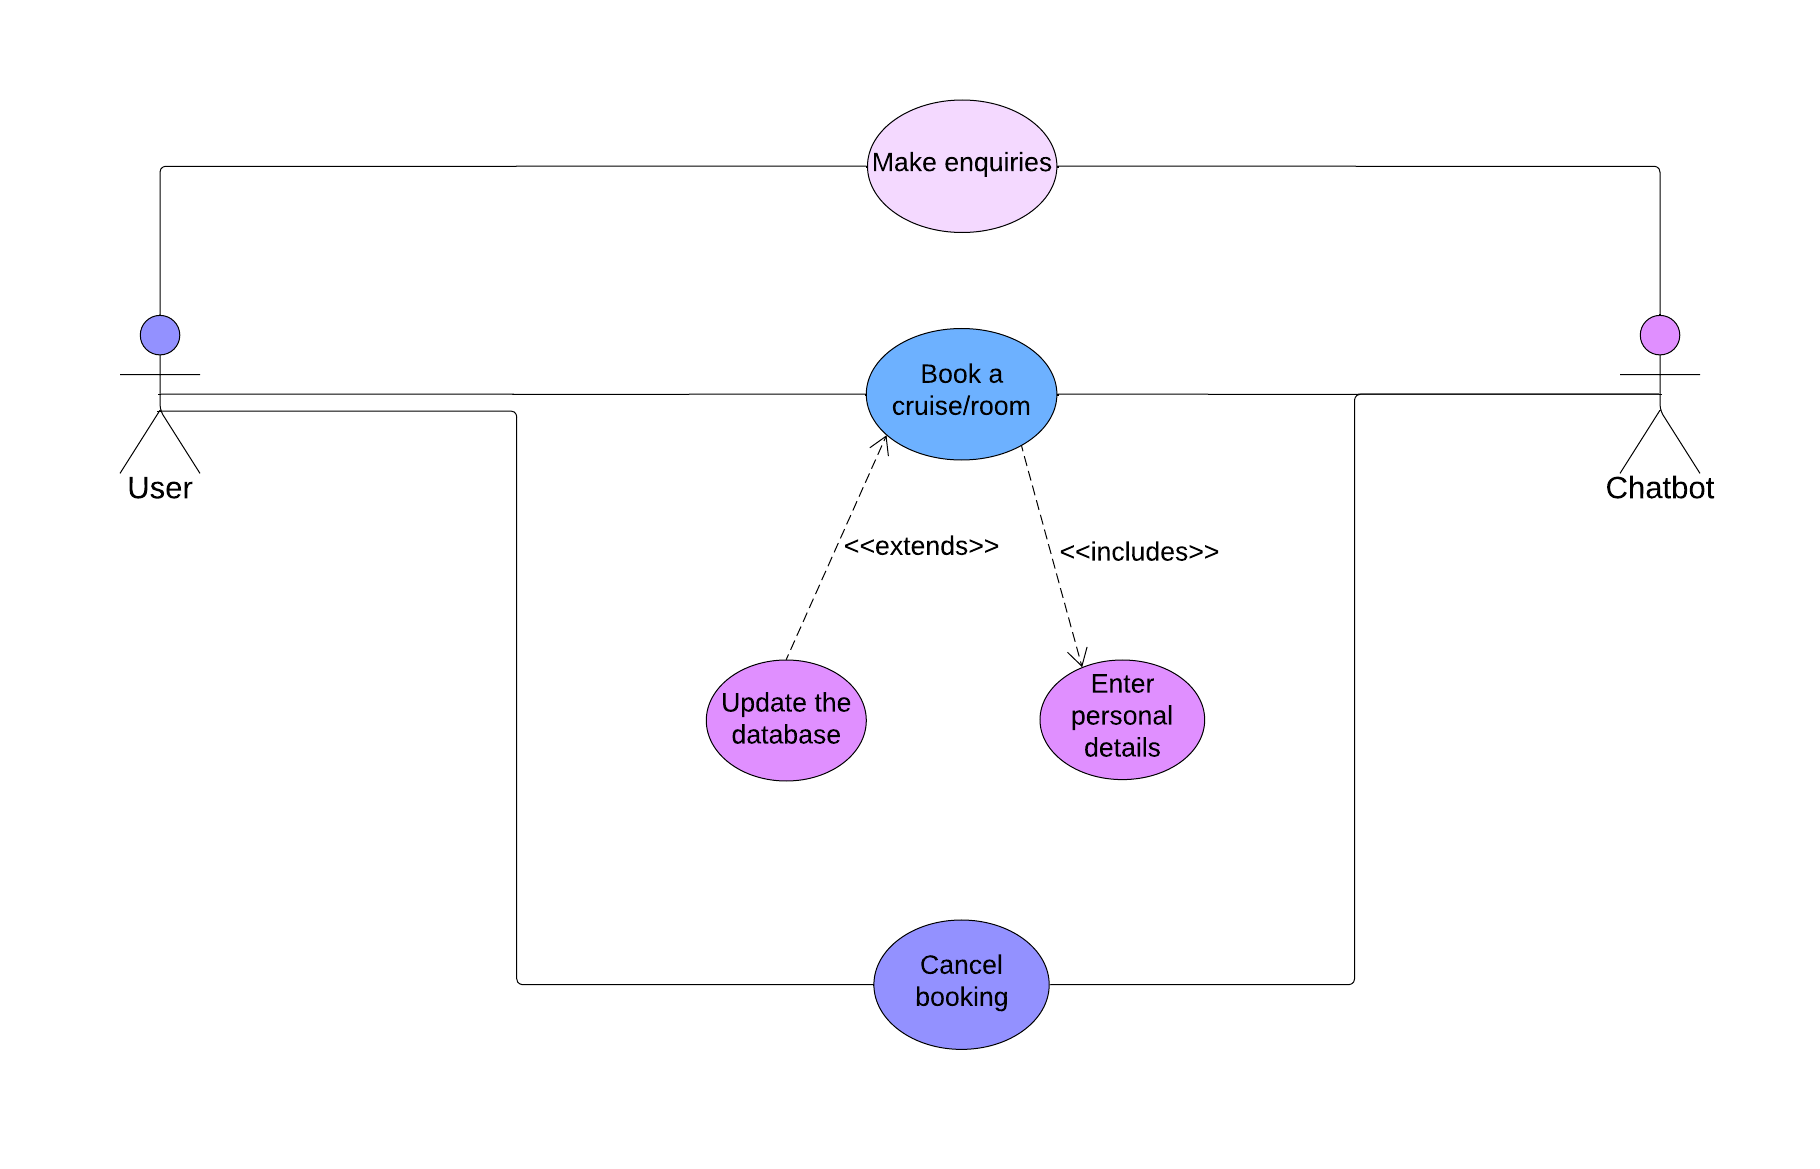 Make enquiries
Book a
cruise/room
User
Chatbot
<<extends>>
<<includes>>
Update the
database
Enter
personal
details
Cancel
booking